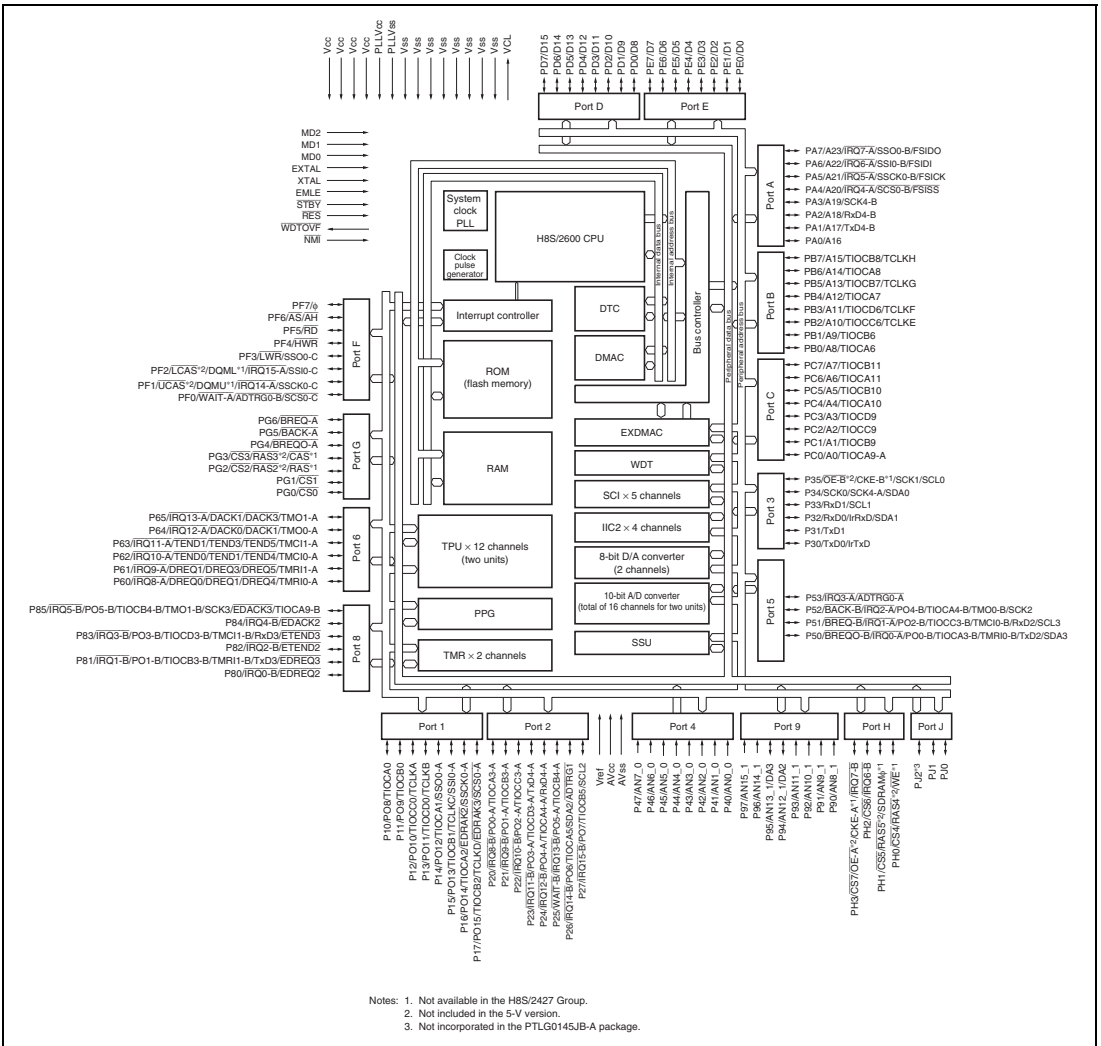 Vcc
Vcc
Vcc
Vcc
PLLVcc
PLLVss
Vss
Vss
Vss
Vss
Vss
Vss
Vss
VCL
PD7/D15
PD6/D14
PD5/D13
PD4/D12
PD3/D11
PD2/D10
PD1/D9
PD0/D8
PE7/D7
PE6/D6
PE5/D5
PE4/D4
PE3/D3
PE2/D2
PE1/D1
PE0/D0
Port D
Port E
MD2
MD1
MD0
EXTAL
XTAL
EMLE
STBY
RES
WDTOVF
NMI
System
clock
PLL
Clock
pulse
generator
H8S/2600 CPU
Internal data bus
Internal address bus
Bus controller
Peripheral data bus
Peripheral address bus
Interrupt controller
DTC
DMAC
ROM
(flash memory)
RAM
EXDMAC
WDT
SCI × 5 channels
IIC2 × 4 channels
8-bit D/A converter
(2 channels)
10-bit A/D converter
(total of 16 channels for two units)
SSU
TPU × 12 channels
(two units)
PPG
TMR × 2 channels
Port A
PA7/A23/IRQ7-A/SSO0-B/FSIDO
PA6/A22/IRQ6-A/SSI0-B/FSIDI
PA5/A21/IRQ5-A/SSCK0-B/FSICK
PA4/A20/IRQ4-A/SCS0-B/FSISS
PA3/A19/SCK4-B
PA2/A18/RxD4-B
PA1/A17/TxD4-B
PA0/A16
Port B
PB7/A15/TIOCB8/TCLKH
PB6/A14/TIOCA8
PB5/A13/TIOCB7/TCLKG
PB4/A12/TIOCA7
PB3/A11/TIOCD6/TCLKF
PB2/A10/TIOCC6/TCLKE
PB1/A9/TIOCB6
PB0/A8/TIOCA6
Port C
PC7/A7/TIOCB11
PC6/A6/TIOCA11
PC5/A5/TIOCB10
PC4/A4/TIOCA10
PC3/A3/TIOCD9
PC2/A2/TIOCC9
PC1/A1/TIOCB9
PC0/A0/TIOCA9-A
Port 3
P35/OE-B*2/CKE-B*1/SCK1/SCL0
P34/SCK0/SCK4-A/SDA0
P33/RxD1/SCL1
P32/RxD0/IrRxD/SDA1
P31/TxD1
P30/TxD0/IrTxD
Port 5
P53/IRQ3-A/ADTRG0-A
P52/BACK-B/IRQ2-A/PO4-B/TIOCA4-B/TMO0-B/SCK2
P51/BREQ-B/IRQ1-A/PO2-B/TIOCC3-B/TMCI0-B/RxD2/SCL3
P50/BREQO-B/IRQ0-A/PO0-B/TIOCA3-B/TMRI0-B/TxD2/SDA3
PF7/φ
PF6/AS/AH
PF5/RD
PF4/HWR
PF3/LWR/SSO0-C
PF2/LCAS*2/DQML*1/IRQ15-A/SSI0-C
PF1/UCAS*2/DQMU*1/IRQ14-A/SSCK0-C
PF0/WAIT-A/ADTRG0-B/SCS0-C
Port F
PG6/BREQ-A
PG5/BACK-A
PG4/BREQO-A
PG3/CS3/RAS3*2/CAS*1
PG2/CS2/RAS2*2/RAS*1
PG1/CS1
PG0/CS0
Port G
P65/IRQ13-A/DACK1/DACK3/TMO1-A
P64/IRQ12-A/DACK0/DACK1/TMO0-A
P63/IRQ11-A/TEND1/TEND3/TEND5/TMCI1-A
P62/IRQ10-A/TEND0/TEND1/TEND4/TMCI0-A
P61/IRQ9-A/DREQ1/DREQ3/DREQ5/TMRI1-A
P60/IRQ8-A/DREQ0/DREQ1/DREQ4/TMRI0-A
Port 6
P85/IRQ5-B/PO5-B/TIOCB4-B/TMO1-B/SCK3/EDACK3/TIOCA9-B
P84/IRQ4-B/EDACK2
P83/IRQ3-B/PO3-B/TIOCD3-B/TMCI1-B/RxD3/ETEND3
P82/IRQ2-B/ETEND2
P81/IRQ1-B/PO1-B/TIOCB3-B/TMRI1-B/TxD3/EDREQ3
P80/IRQ0-B/EDREQ2
Port 8
Port 1
Port 2
Port 4
Port 9
Port H
Port J
P10/PO8/TIOCA0
P11/PO9/TIOCB0
P12/PO10/TIOCC0/TCLKA
P13/PO11/TIOCD0/TCLKB
P14/PO12/TIOCA1/SSO0-A
P15/PO13/TIOCB1/TCLKC/SSI0-A
P16/PO14/TIOCA2/EDRAK2/SSCK0-A
P17/PO15/TIOCB2/TCLKD/EDRAK3/SCS0-A
P20/IRQ8-B/PO0-A/TIOCA3-A
P21/IRQ9-B/PO1-A/TIOCB3-A
P22/IRQ10-B/PO2-A/TIOCC3-A
P23/IRQ11-B/PO3-A/TIOCD3-A/TxD4-A
P24/IRQ12-B/PO4-A/TIOCA4-A/RxD4-A
P25/WAIT-B/IRQ13-B/PO5-A/TIOCB4-A
P26/IRQ14-B/PO6/TIOCA5/SDA2/ADTRG1
P27/IRQ15-B/PO7/TIOCB5/SCL2
Vref
AVcc
AVss
P47/AN7_0
P46/AN6_0
P45/AN5_0
P44/AN4_0
P43/AN3_0
P42/AN2_0
P41/AN1_0
P40/AN0_0
P97/AN15_1
P96/AN14_1
P95/AN13_1/DA3
P94/AN12_1/DA2
P93/AN11_1
P92/AN10_1
P91/AN9_1
P90/AN8_1
PH3/CS7/OE-A*2/CKE-A*1/IRQ7-B
PH2/CS6/IRQ6-B
PH1/CS5/RAS5*2/SDRAMφ*1
PH0/CS4/RAS4*2/WE*1
PJ2*3
PJ1
PJ0
Notes: 1. Not available in the H8S/2427 Group.
2. Not included in the 5-V version.
3. Not incorporated in the PTLG0145JB-A package.